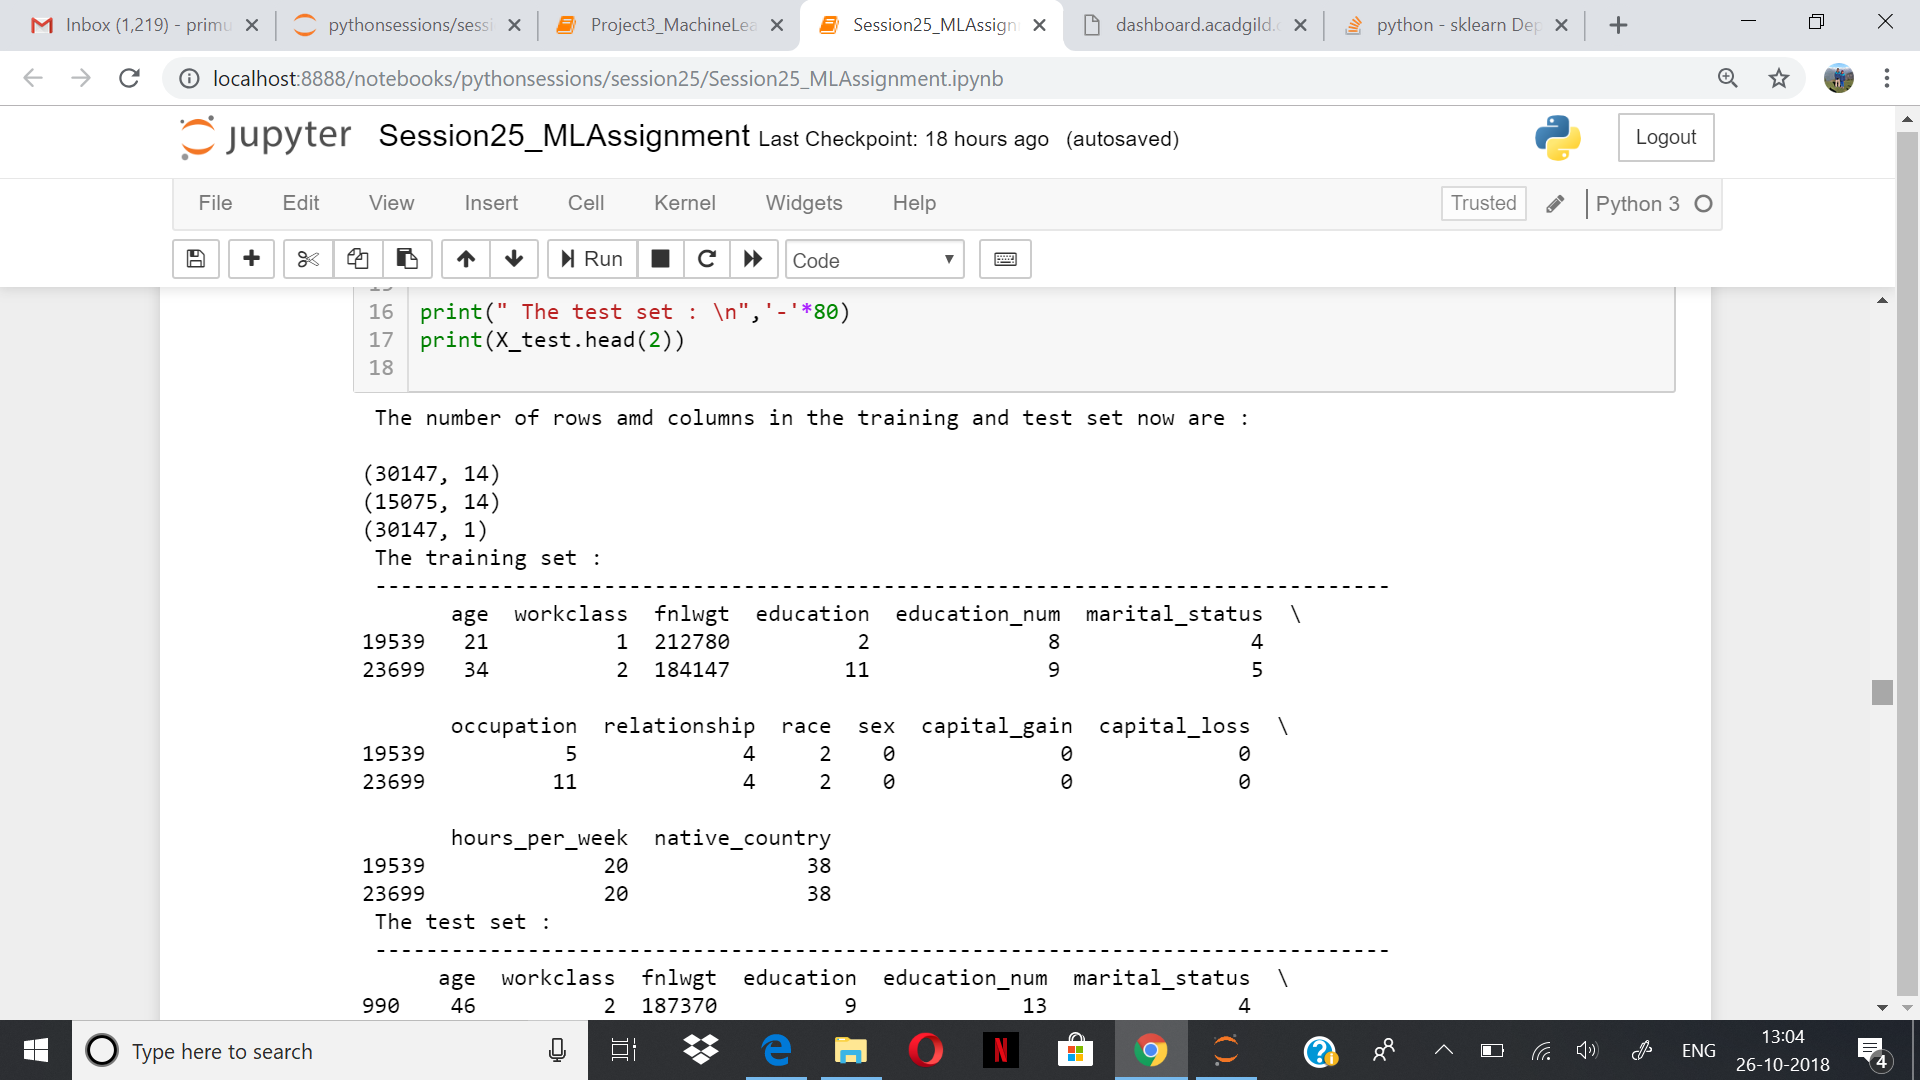 Inbox (1,219) - primu
pythonsessions/sessi
Project3_MachineLea
Session25_MLAssignm
dashboard.acadgild.c
python - sklearn Dep
localhost:8888/notebooks/pythonsessions/session25/Session25_MLAssignment.ipynb
jupyter Session25_MLAssignment Last Checkpoint: 18 hours ago (autosaved)
Logout
File Edit View Insert Cell Kernel Widgets Help
Trusted Python 3
Run Code
16 print(" The test set : \n",'-'*80)
17 print(X_test.head(2))
18
The number of rows amd columns in the training and test set now are :
(30147, 14)
(15075, 14)
(30147, 1)
The training set :
--------------------------------------------------------------------------------
age workclass fnlwgt education education_num marital_status \
19539 21 1 212780 2 8 4
23699 34 2 184147 11 9 5
occupation relationship race sex capital_gain capital_loss \
19539 5 4 2 0 0 0
23699 11 4 2 0 0 0
hours_per_week native_country
19539 20 38
23699 20 38
The test set :
--------------------------------------------------------------------------------
age workclass fnlwgt education education_num marital_status \
990 46 2 187370 9 13 4
Type here to search
ENG
13:04
26-10-2018
4